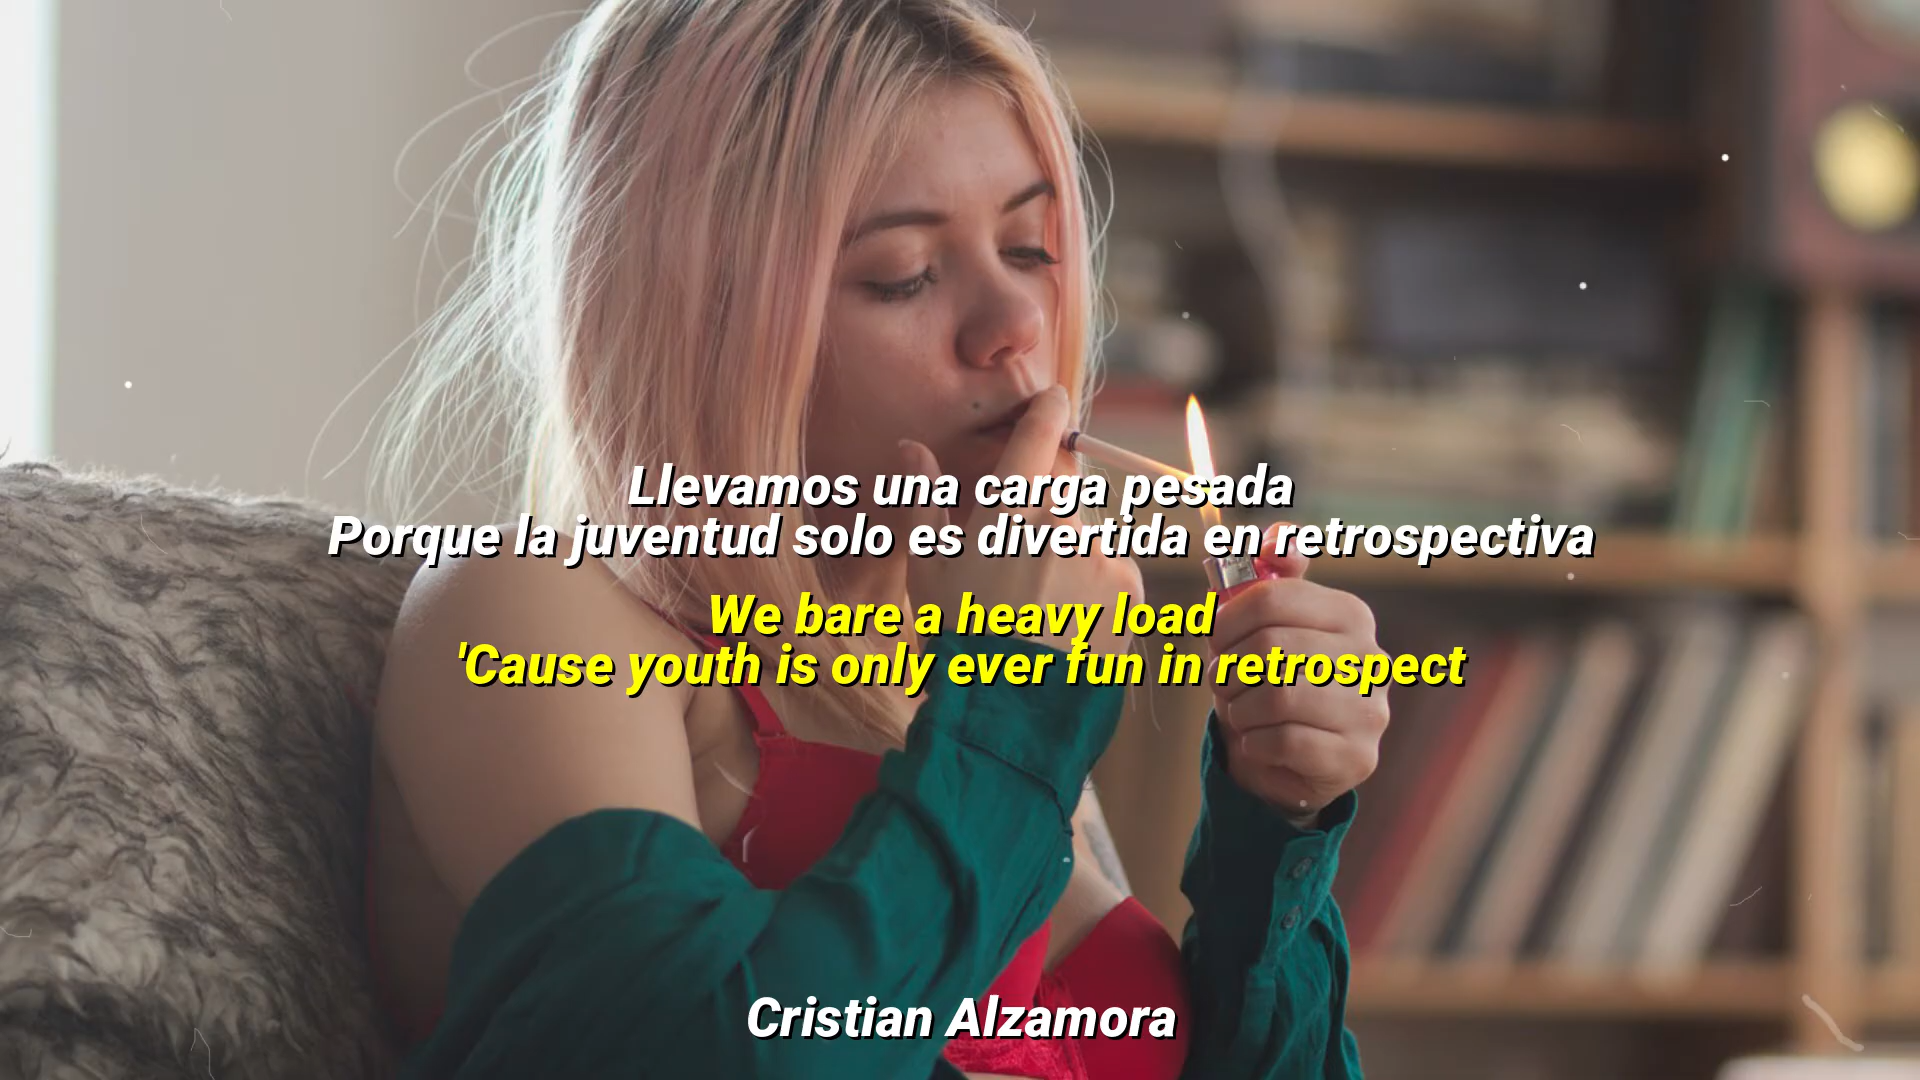 Llevamos una carga pesada
Porque la juventud solo es divertida en retrospectiva
We bare a heavy load
'Cause youth is only ever fun in retrospect
Cristian Alzamora